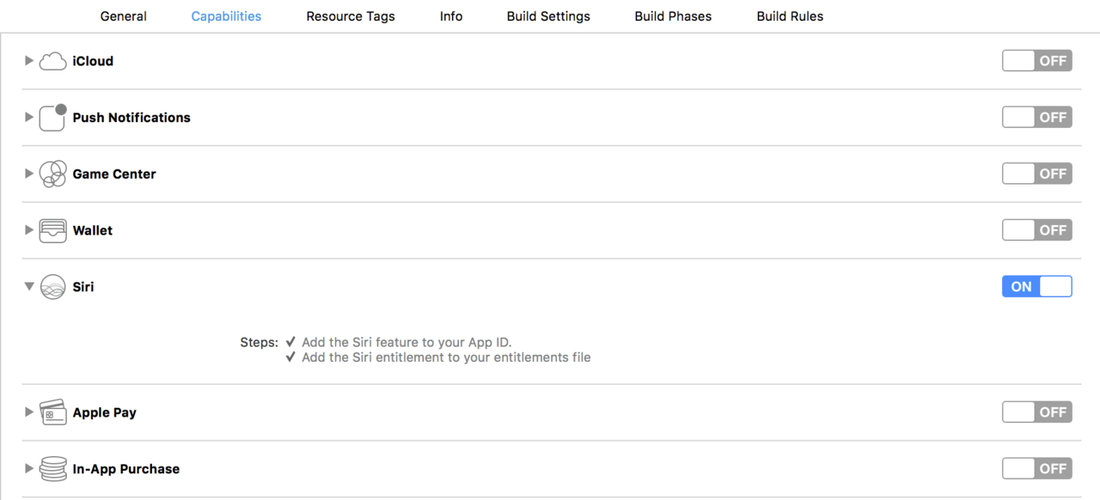 General Capabilities Resource Tags Info Build Settings Build Phases Build Rules
iCloud OFF
Push Notifications OFF
Game Center OFF
Wallet OFF
Siri ON
Steps: ✓ Add the Siri feature to your App ID.
✓ Add the Siri entitlement to your entitlements file
Apple Pay OFF
In-App Purchase OFF